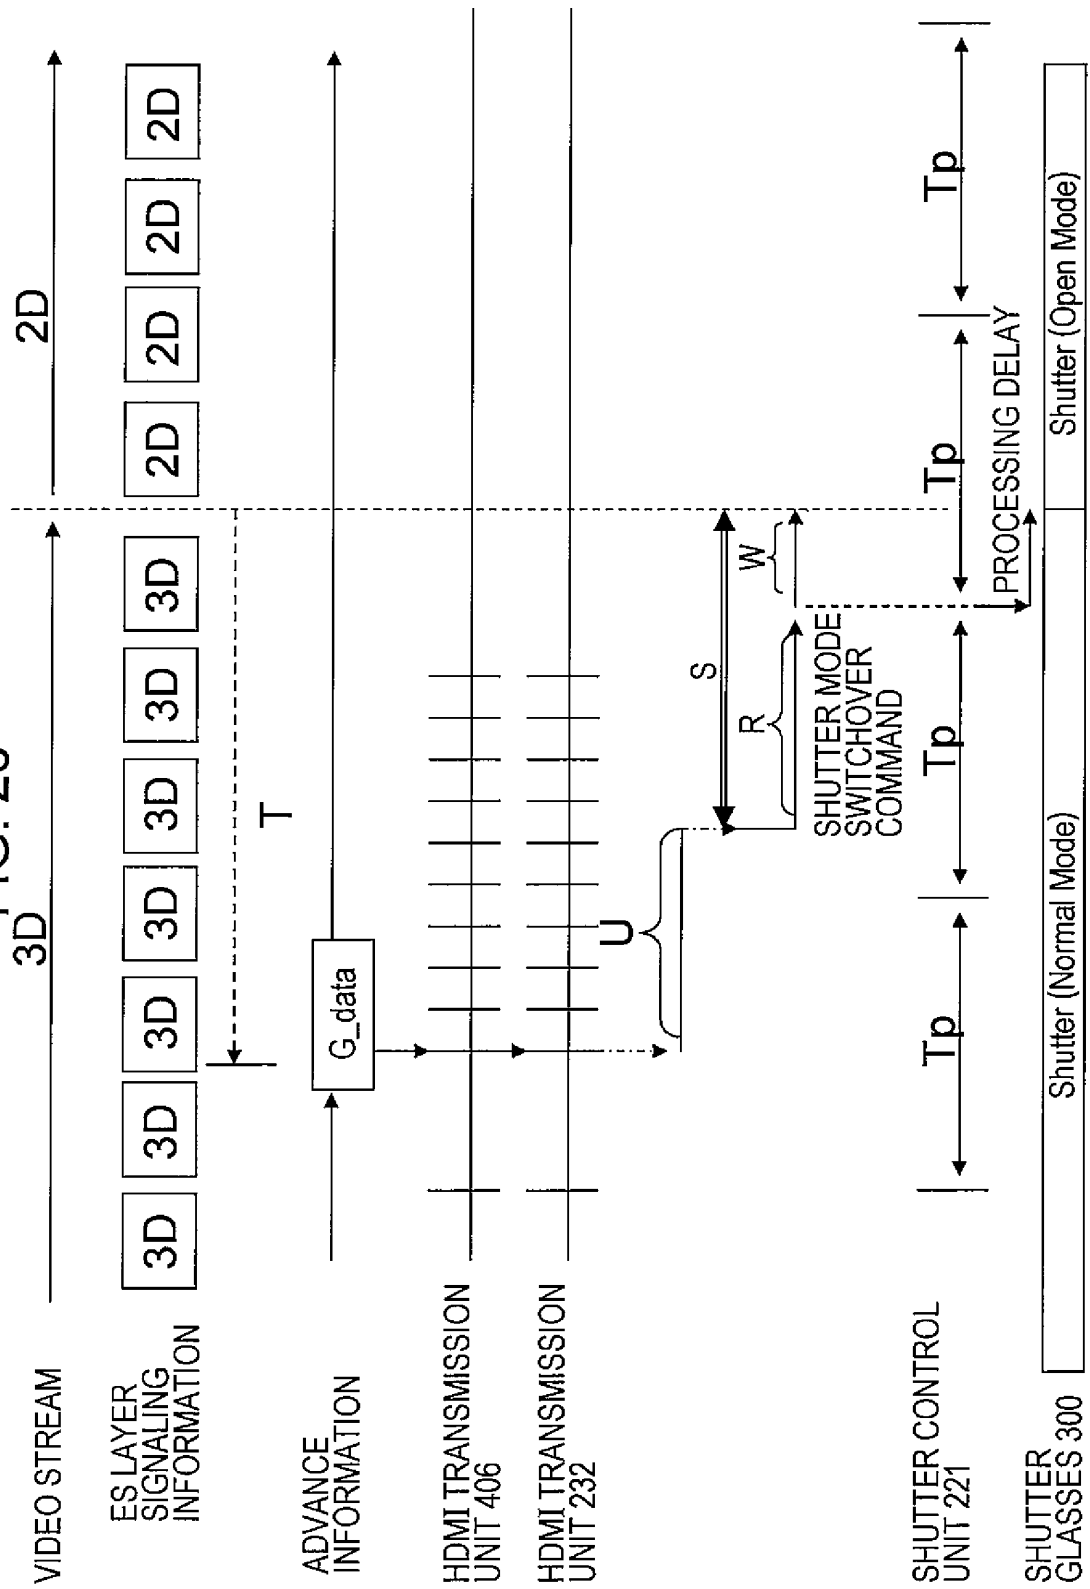 3D
2D
VIDEO STREAM
ES LAYER
SIGNALING
INFORMATION
3D
3D
3D
3D
3D
3D
3D
2D
2D
2D
2D
T
ADVANCE
INFORMATION
G_data
HDMI TRANSMISSION
UNIT 406
HDMI TRANSMISSION
UNIT 232
U
S
R
W
SHUTTER MODE
SWITCHOVER
COMMAND
SHUTTER CONTROL
UNIT 221
Tp
Tp
Tp
Tp
PROCESSING DELAY
SHUTTER
GLASSES 300
Shutter (Normal Mode)
Shutter (Open Mode)